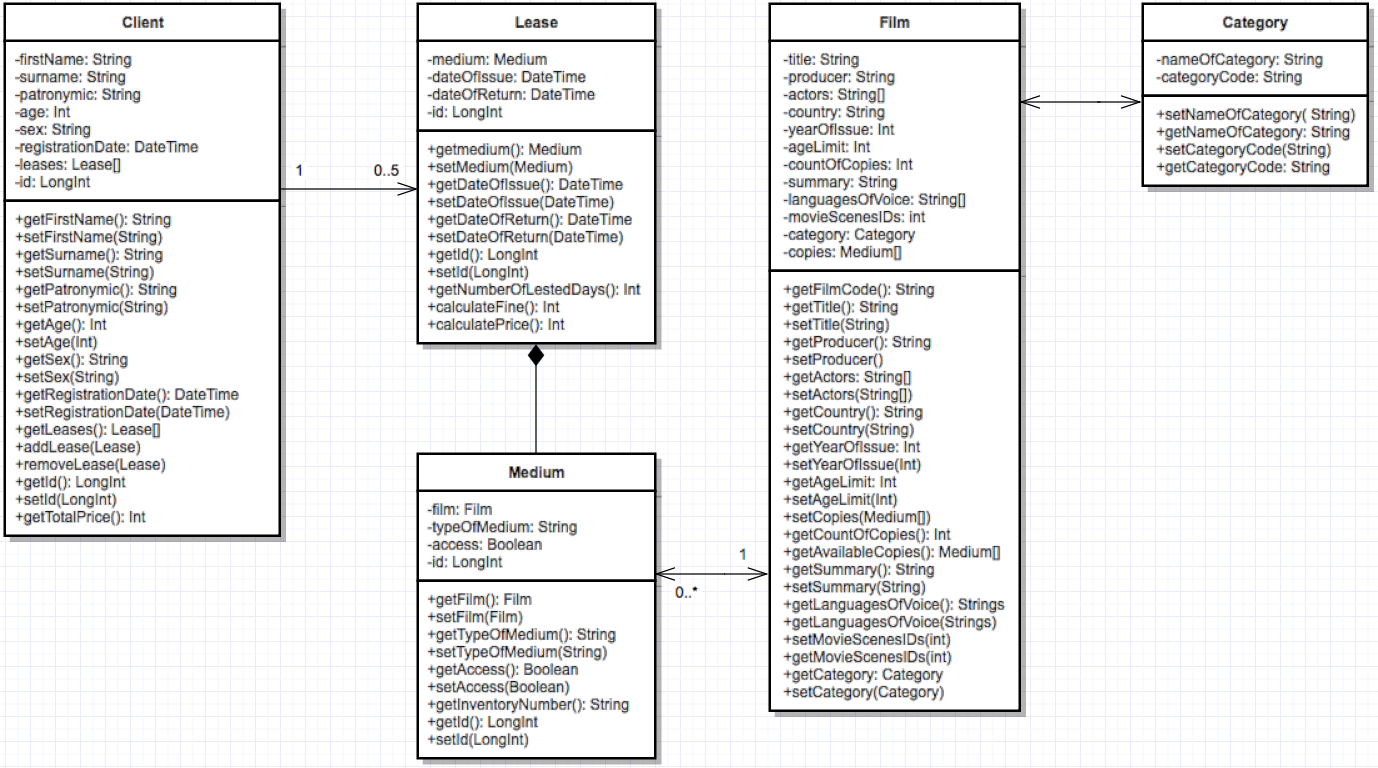 Client
-firstName: String
-surname: String
-patronymic: String
-age: Int
-sex: String
-registrationDate: DateTime
-leases: Lease[]
-id: LongInt
+getFirstName(): String
+setFirstName(String)
+getSurname(): String
+setSurname(String)
+getPatronymic(): String
+setPatronymic(String)
+getAge(): Int
+setAge(Int)
+getSex(): String
+setSex(String)
+getRegistrationDate(): DateTime
+setRegistrationDate(DateTime)
+getLeases(): Lease[]
+addLease(Lease)
+removeLease(Lease)
+getId(): LongInt
+setId(LongInt)
+getTotalPrice(): Int
1
0..5
Lease
-medium: Medium
-dateOfIssue: DateTime
-dateOfReturn: DateTime
-id: LongInt
+getmedium(): Medium
+setMedium(Medium)
+getDateOfIssue(): DateTime
+setDateOfIssue(DateTime)
+getDateOfReturn(): DateTime
+setDateOfReturn(DateTime)
+getId(): LongInt
+setId(LongInt)
+getNumberOfLestedDays(): Int
+calculateFine(): Int
+calculatePrice(): Int
Medium
-film: Film
-typeOfMedium: String
-access: Boolean
-id: LongInt
+getFilm(): Film
+setFilm(Film)
+getTypeOfMedium(): String
+setTypeOfMedium(String)
+getAccess(): Boolean
+setAccess(Boolean)
+getInventoryNumber(): String
+getId(): LongInt
+setId(LongInt)
1
0..*
Film
-title: String
-producer: String
-actors: String[]
-country: String
-yearOfIssue: Int
-ageLimit: Int
-countOfCopies: Int
-summary: String
-languagesOfVoice: String[]
-movieScenesIDs: int
-category: Category
-copies: Medium[]
+getFilmCode(): String
+getTitle(): String
+setTitle(String)
+getProducer(): String
+setProducer()
+getActors: String[]
+setActors(String[])
+getCountry(): String
+setCountry(String)
+getYearOfIssue: Int
+setYearOfIssue(Int)
+getAgeLimit: Int
+setAgeLimit(Int)
+setCopies(Medium[])
+getCountOfCopies(): Int
+getAvailableCopies(): Medium[]
+getSummary(): String
+setSummary(String)
+getLanguagesOfVoice(): Strings
+getLanguagesOfVoice(Strings)
+setMovieScenesIDs(int)
+getMovieScenesIDs(int)
+getCategory: Category
+setCategory(Category)
Category
-nameOfCategory: String
-categoryCode: String
+setNameOfCategory( String)
+getNameOfCategory: String
+setCategoryCode(String)
+getCategoryCode: String